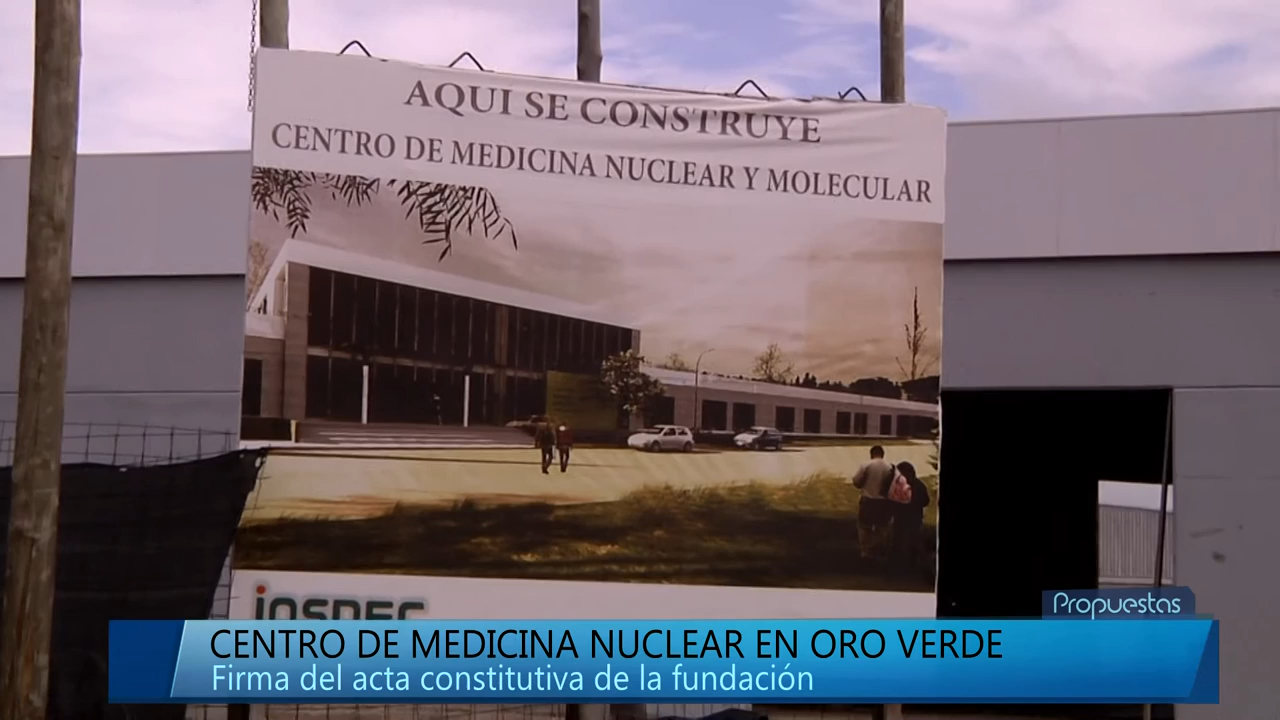 AQUI SE CONSTRUYE
CENTRO DE MEDICINA NUCLEAR Y MOLECULAR
Propuestas
CENTRO DE MEDICINA NUCLEAR EN ORO VERDE
Firma del acta constitutiva de la fundación